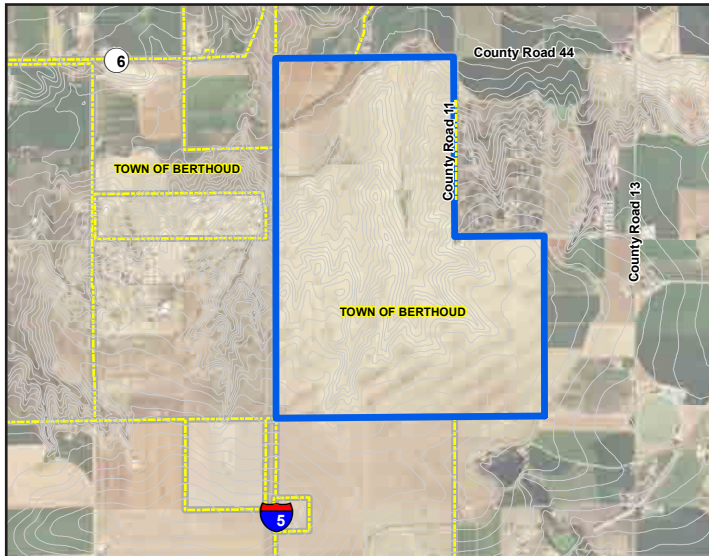 County Road 44
6
County Road 11
TOWN OF BERTHOUD
County Road 13
TOWN OF BERTHOUD
5